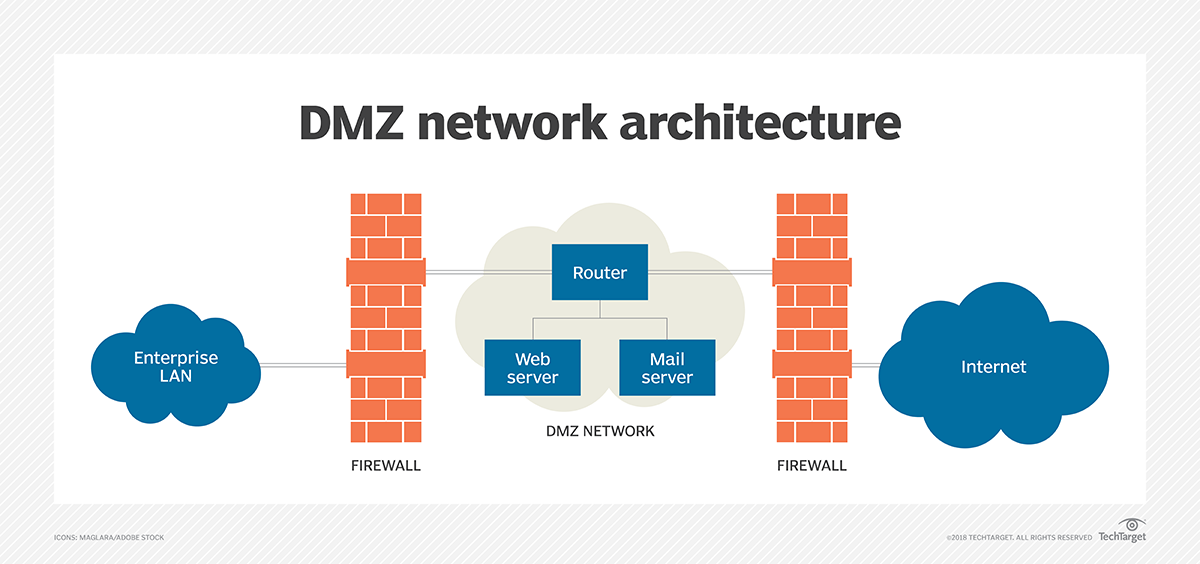 DMZ network architecture
Router
Enterprise
LAN
Web
server
Mail
server
Internet
DMZ NETWORK
FIREWALL
FIREWALL
ICONS: MAGLARA/ADOBE STOCK
©2018 TECHTARGET. ALL RIGHTS RESERVED TechTarget